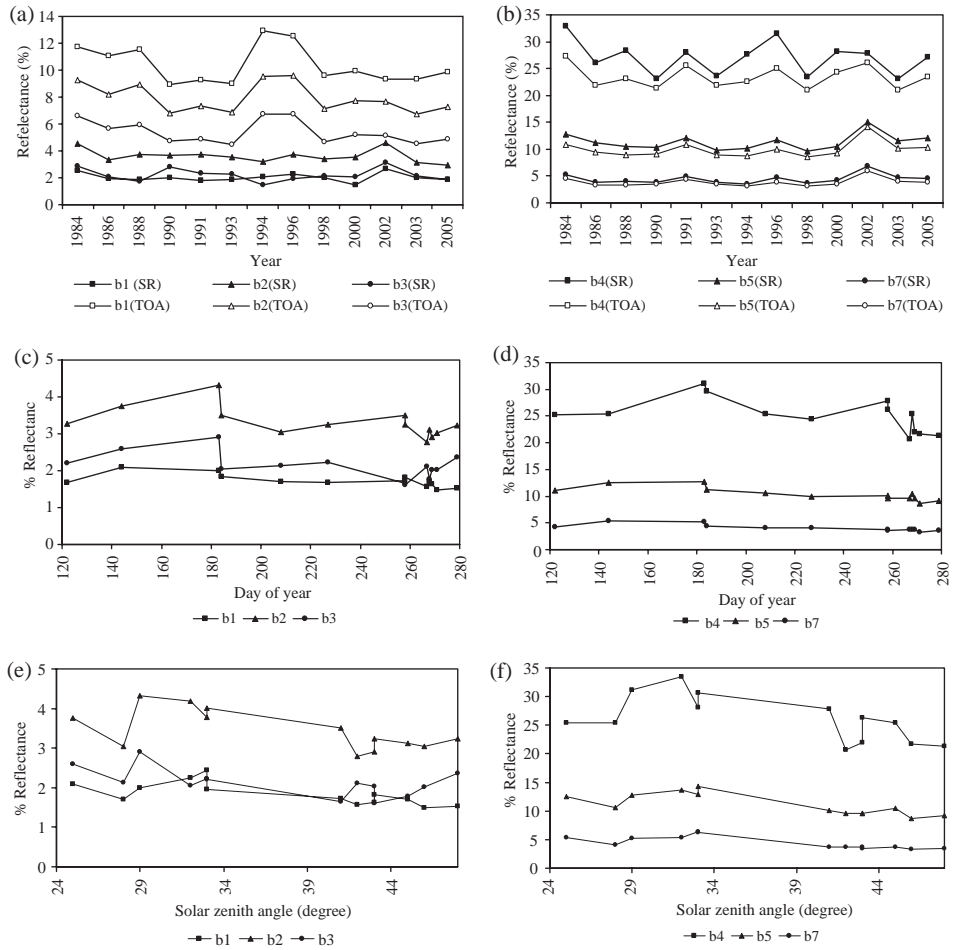 (a)
14
12
10
8
6
4
2
0
Refelectance (%)
1984 1986 1988 1990 1991 1993 1994 1996 1998 2000 2002 2003 2005
Year
b1 (SR) b2(SR) b3(SR)
b1(TOA) b2(TOA) b3(TOA)
(b)
35
30
25
20
15
10
5
0
Refelectance (%)
1984 1986 1988 1990 1991 1993 1994 1996 1998 2000 2002 2003 2005
Year
b4(SR) b5(SR) b7(SR)
b4(TOA) b5(TOA) b7(TOA)
(c)
5
4
3
2
1
0
% Reflectanc
120 140 160 180 200 220 240 260 280
Day of year
b1 b2 b3
(d)
35
30
25
20
15
10
5
0
% Reflectance
120 140 160 180 200 220 240 260 280
Day of year
b4 b5 b7
(e)
5
4
3
2
1
0
% Reflectance
24 29 34 39 44
Solar zenith angle (degree)
b1 b2 b3
(f)
35
30
25
20
15
10
5
0
% Reflectance
24 29 34 39 44
Solar zenith angle (degree)
b4 b5 b7